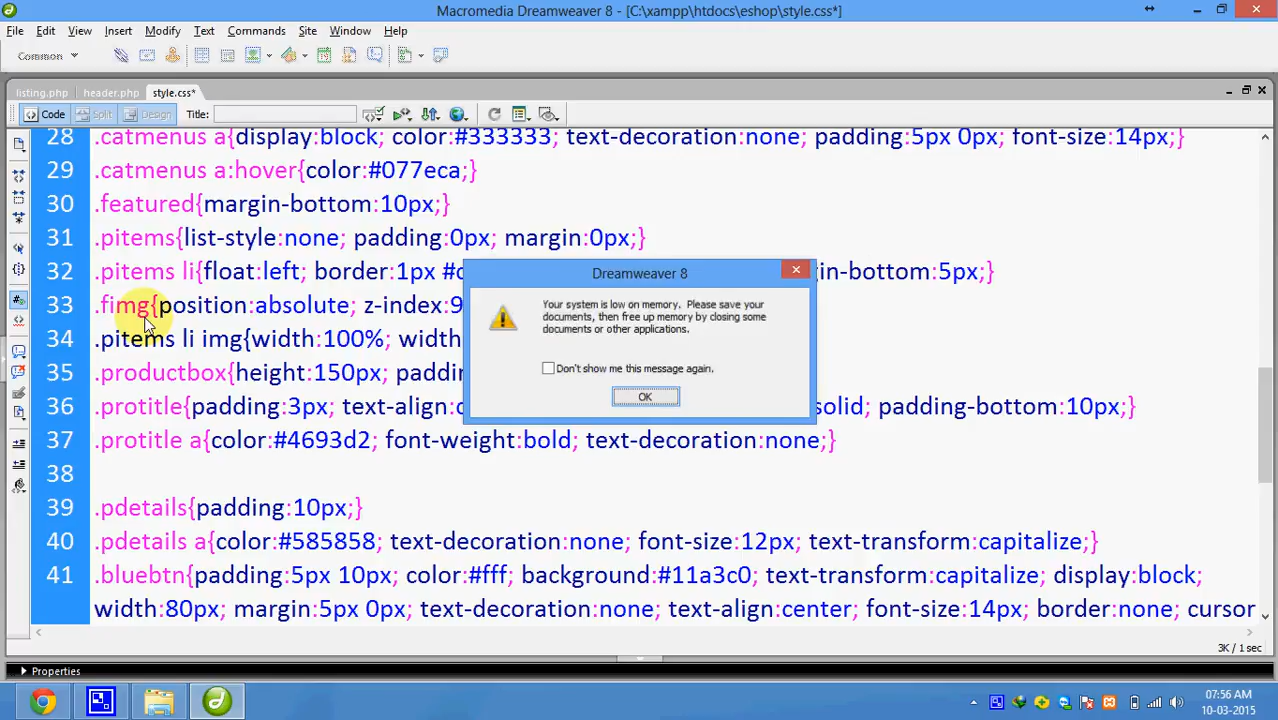 Macromedia Dreamweaver 8 - [C:\xampp\htdocs\eshop\style.css*]
File Edit View Insert Modify Text Commands Site Window Help
Common
listing.php header.php style.css*
Code Split Design Title:
28 .catmenus a{display:block; color:#333333; text-decoration:none; padding:5px 0px; font-size:14px;}
29 .catmenus a:hover{color:#077eca;}
30 .featured{margin-bottom:10px;}
31 .pitems{list-style:none; padding:0px; margin:0px;}
32 .pitems li{float:left; border:1px #d gin-bottom:5px;}
33 .fimg{position:absolute; z-index:9
34 .pitems li img{width:100%; width
35 .productbox{height:150px; padd
36 .protitle{padding:3px; text-align:c solid; padding-bottom:10px;}
37 .protitle a{color:#4693d2; font-weight:bold; text-decoration:none;}
38
39 .pdetails{padding:10px;}
40 .pdetails a{color:#585858; text-decoration:none; font-size:12px; text-transform:capitalize;}
41 .bluebtn{padding:5px 10px; color:#fff; background:#11a3c0; text-transform:capitalize; display:block;
width:80px; margin:5px 0px; text-decoration:none; text-align:center; font-size:14px; border:none; cursor
Dreamweaver 8
Your system is low on memory. Please save your
documents, then free up memory by closing some
documents or other applications.
Don't show me this message again.
OK
3K / 1 sec
Properties
07:56 AM
10-03-2015